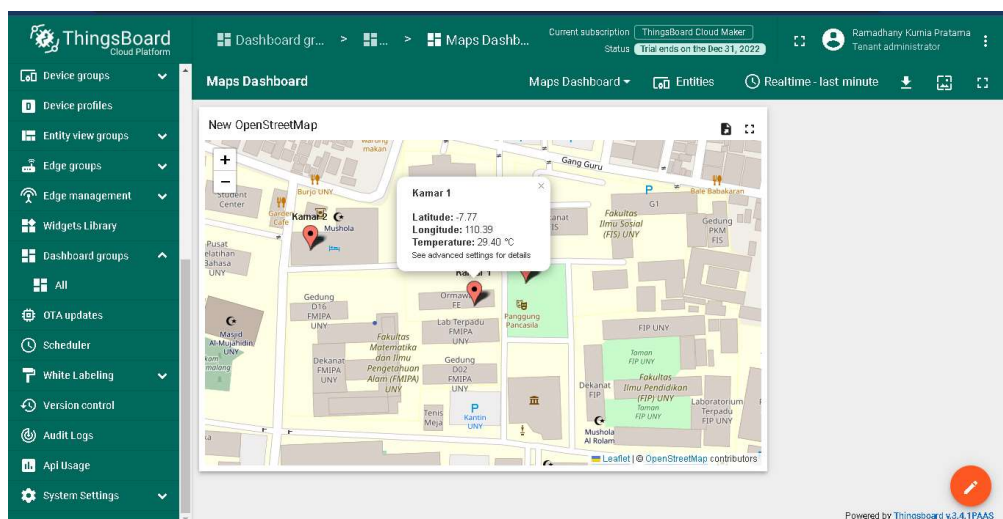 ThingsBoard
Cloud Platform
Dashboard gr... > ... > Maps Dashb...
Current subscription ThingsBoard Cloud Maker
Status Trial ends on the Dec 31, 2022
Ramadhany Kurnia Pratama
Tenant administrator
Device groups
Device profiles
Entity view groups
Edge groups
Edge management
Widgets Library
Dashboard groups
All
OTA updates
Scheduler
White Labeling
Version control
Audit Logs
Api Usage
System Settings
Maps Dashboard
Maps Dashboard
Entities
Realtime - last minute
New OpenStreetMap
+
−
makan
Gang Guru
Student
Center
Burjo UNY
Garden
Cafe
Kamar 2
Mushola
Kamar 1
Latitude: -7.77
Longitude: 110.39
Temperature: 29.40 °C
See advanced settings for details
×
P
G1
Bale Babakaran
Fakultas
Ilmu Sosial
(FIS) UNY
Gedung
PKM
FIS
Pusat
Bahasa
UNY
Gedung
D16
FMIPA
UNY
Ormawa
FE
Panggung
Pancasila
Masjid
Al-Mujahidin
UNY
Lab Terpadu
FMIPA
UNY
FIP UNY
Fakultas
Matematika
dan Ilmu
Pengetahuan
Alam (FMIPA)
UNY
Dekanat
FMIPA
UNY
Gedung
D02
FMIPA
UNY
Taman
FIP UNY
Fakultas
Ilmu Pendidikan
(FIP) UNY
Dekanat
FIP
Taman
FIP UNY
Laboratorium
Terpadu
FIP UNY
Tenis
Meja
P
Kantin
UNY
Mushola
Al Rolam
Leaflet | © OpenStreetMap contributors
Powered by Thingsboard v.3.4.1PAAS